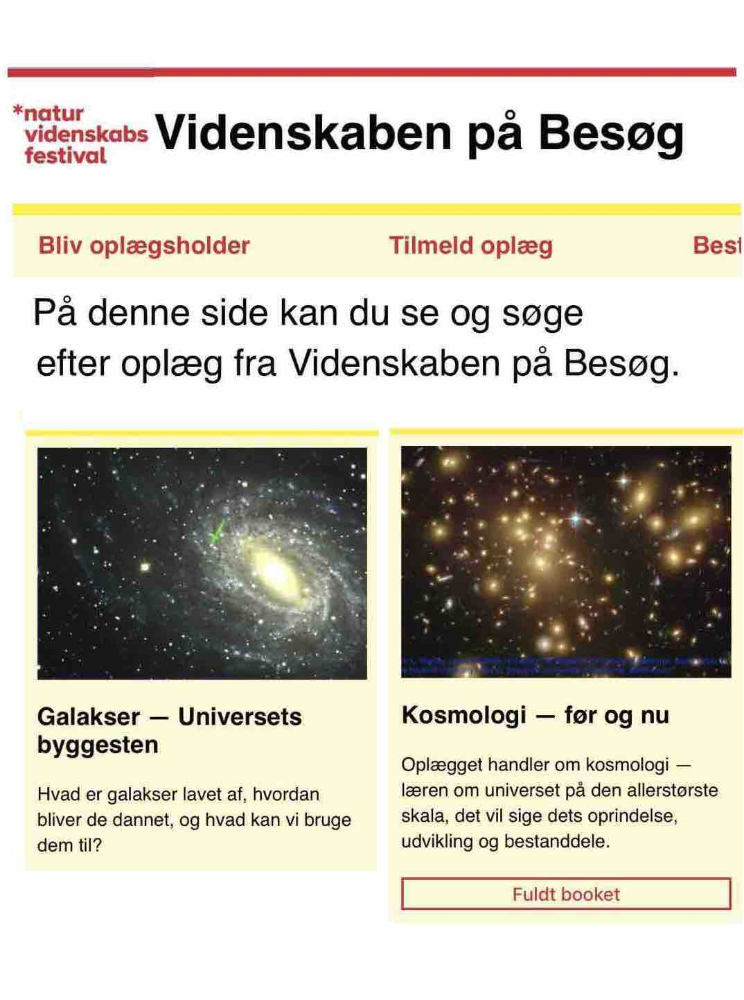 *natur
videnskabs
festival
Videnskaben på Besøg
Bliv oplægsholder
Tilmeld oplæg
Best
På denne side kan du se og søge
efter oplæg fra Videnskaben på Besøg.
Galakser — Universets
byggesten
Hvad er galakser lavet af, hvordan
bliver de dannet, og hvad kan vi bruge
dem til?
Kosmologi — før og nu
Oplægget handler om kosmologi —
læren om universet på den allerstørste
skala, det vil sige dets oprindelse,
udvikling og bestanddele.
Fuldt booket